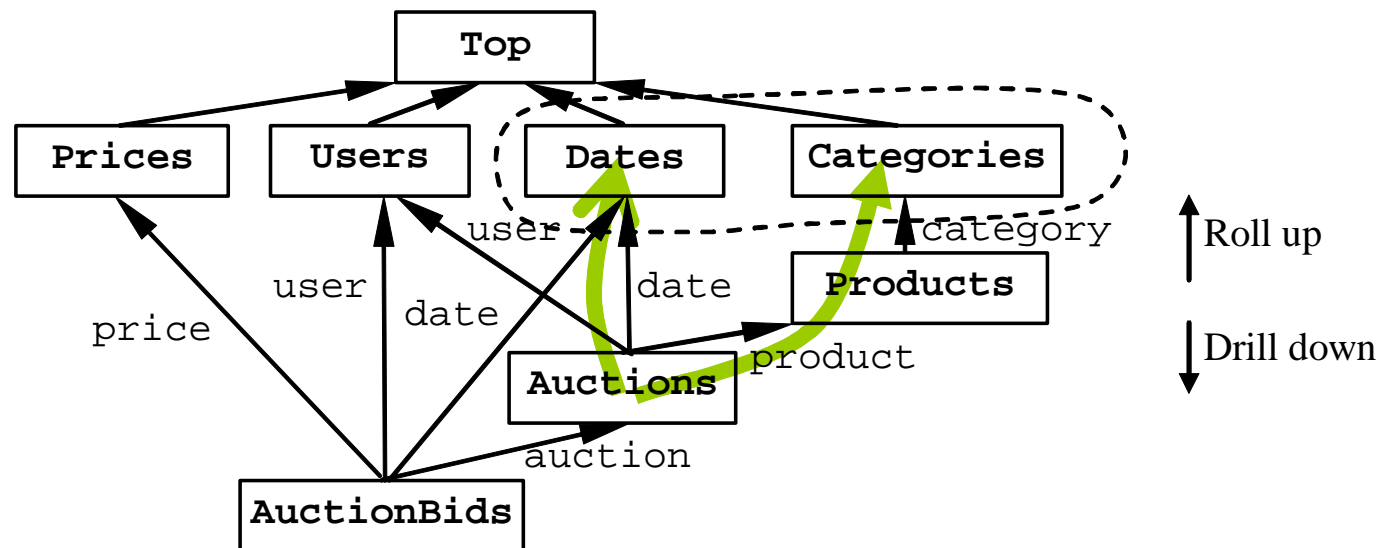 Top
Prices
Users
Dates
Categories
user
category
Roll up
user
date
date
Products
price
product
Drill down
Auctions
auction
AuctionBids